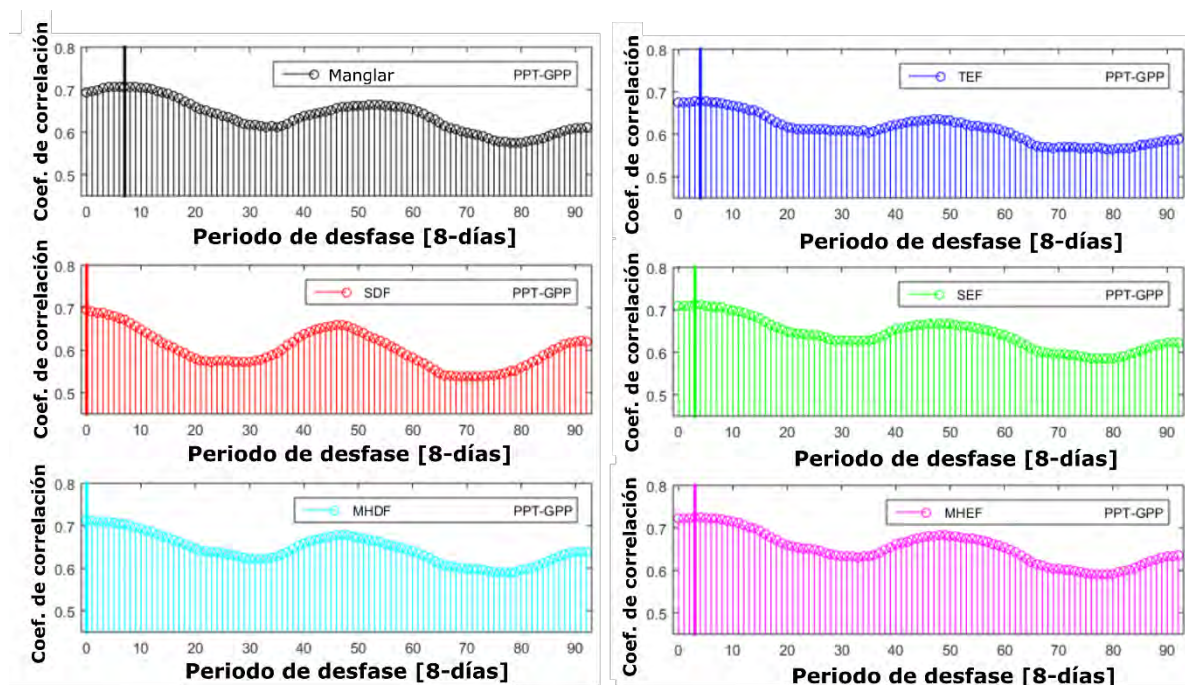 Coef. de correlación
0.8
0.7
0.6
0.5
Manglar PPT-GPP
0 10 20 30 40 50 60 70 80 90
Periodo de desfase [8-días]
Coef. de correlación
0.8
0.7
0.6
0.5
TEF PPT-GPP
0 10 20 30 40 50 60 70 80 90
Periodo de desfase [8-días]
Coef. de correlación
0.8
0.7
0.6
0.5
SDF PPT-GPP
0 10 20 30 40 50 60 70 80 90
Periodo de desfase [8-días]
Coef. de correlación
0.8
0.7
0.6
0.5
SEF PPT-GPP
0 10 20 30 40 50 60 70 80 90
Periodo de desfase [8-días]
Coef. de correlación
0.8
0.7
0.6
0.5
MHDF PPT-GPP
0 10 20 30 40 50 60 70 80 90
Periodo de desfase [8-días]
Coef. de correlación
0.8
0.7
0.6
0.5
MHEF PPT-GPP
0 10 20 30 40 50 60 70 80 90
Periodo de desfase [8-días]